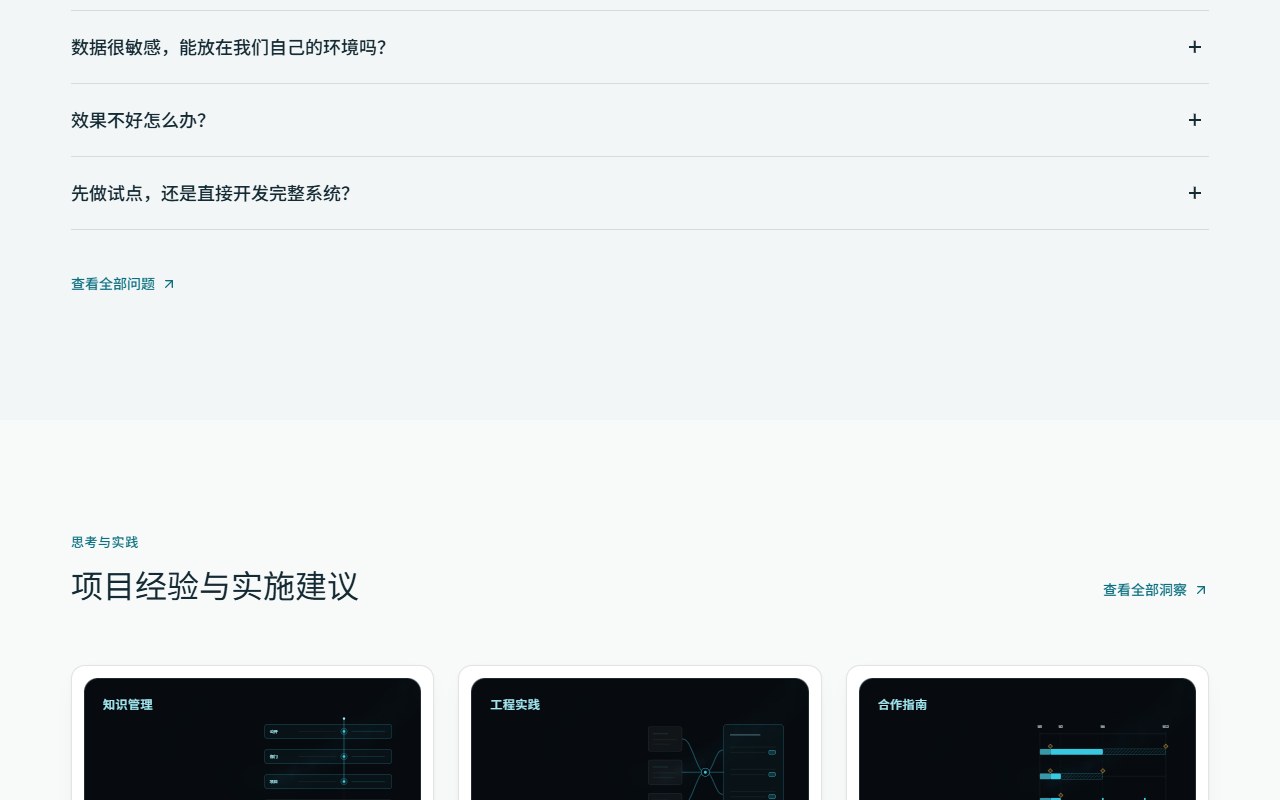 数据很敏感，能放在我们自己的环境吗？
效果不好怎么办？
先做试点，还是直接开发完整系统？
查看全部问题
思考与实践
项目经验与实施建议
查看全部洞察
知识管理
工程实践
合作指南